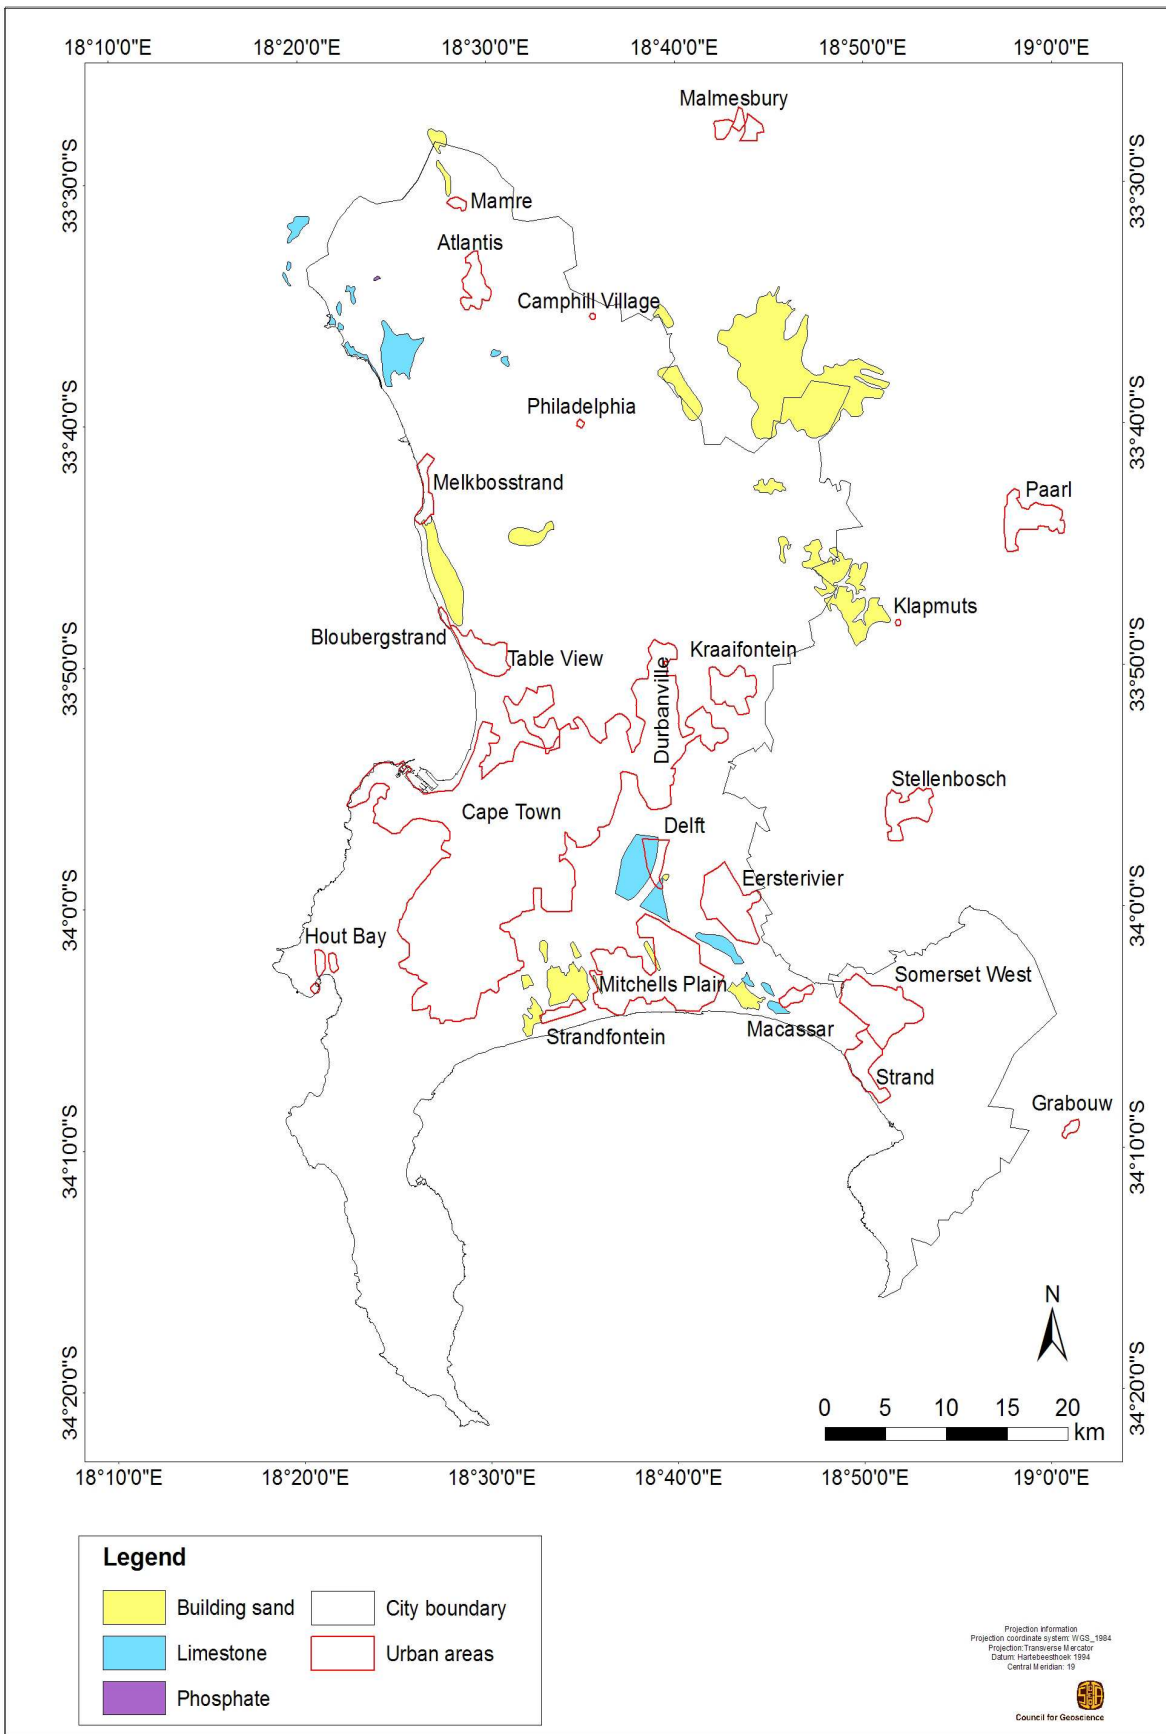 18°10'0"E 18°20'0"E 18°30'0"E 18°40'0"E 18°50'0"E 19°0'0"E
Malmesbury
33°30'0"S
33°30'0"S
Mamre
Atlantis
Camphill Village
Philadelphia
33°40'0"S
33°40'0"S
Melkbosstrand
Paarl
Klapmuts
Bloubergstrand
Table View
Durbanville
Kraaifontein
33°50'0"S
33°50'0"S
Stellenbosch
Cape Town
Delft
Eersterivier
34°0'0"S
34°0'0"S
Hout Bay
Somerset West
Mitchells Plain
Strandfontein
Macassar
Strand
Grabouw
34°10'0"S
34°10'0"S
N
34°20'0"S
34°20'0"S
0 5 10 15 20
km
18°10'0"E 18°20'0"E 18°30'0"E 18°40'0"E 18°50'0"E 19°0'0"E
Legend
Building sand City boundary
Limestone Urban areas
Phosphate
Projection information
Projection coordinate system: WGS_1984
Projection: Transverse Mercator
Datum: Hartebeesthoek 1994
Central Meridian: 19
Council for Geoscience